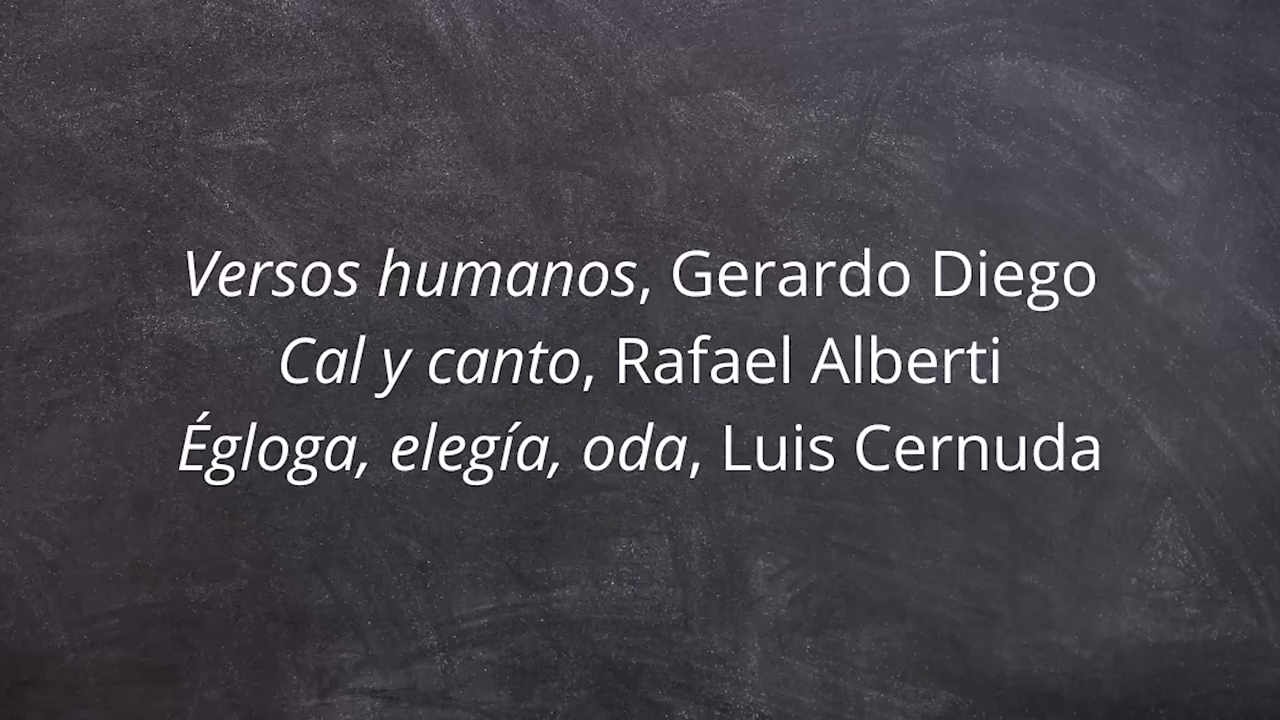 Versos humanos, Gerardo Diego
Cal y canto, Rafael Alberti
Égloga, elegía, oda, Luis Cernuda